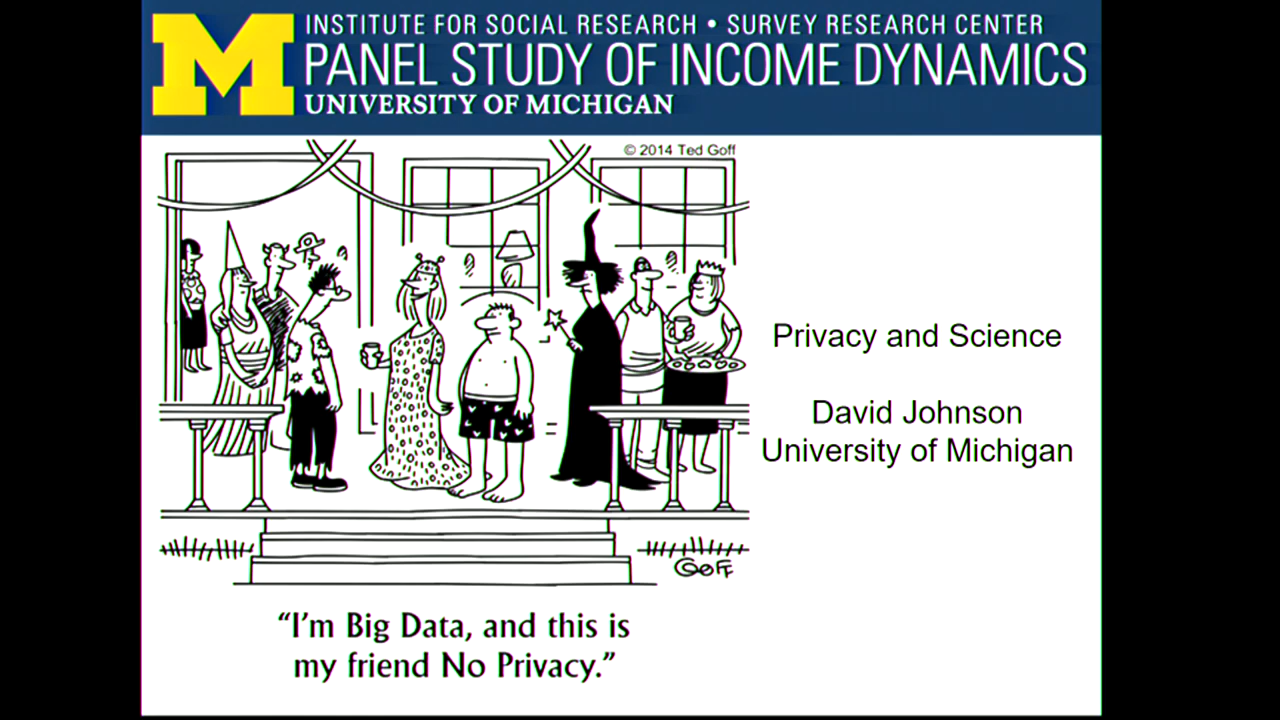 INSTITUTE FOR SOCIAL RESEARCH • SURVEY RESEARCH CENTER
PANEL STUDY OF INCOME DYNAMICS
UNIVERSITY OF MICHIGAN
© 2014 Ted Goff
Privacy and Science
David Johnson
University of Michigan
GOFF
“I’m Big Data, and this is
my friend No Privacy.”